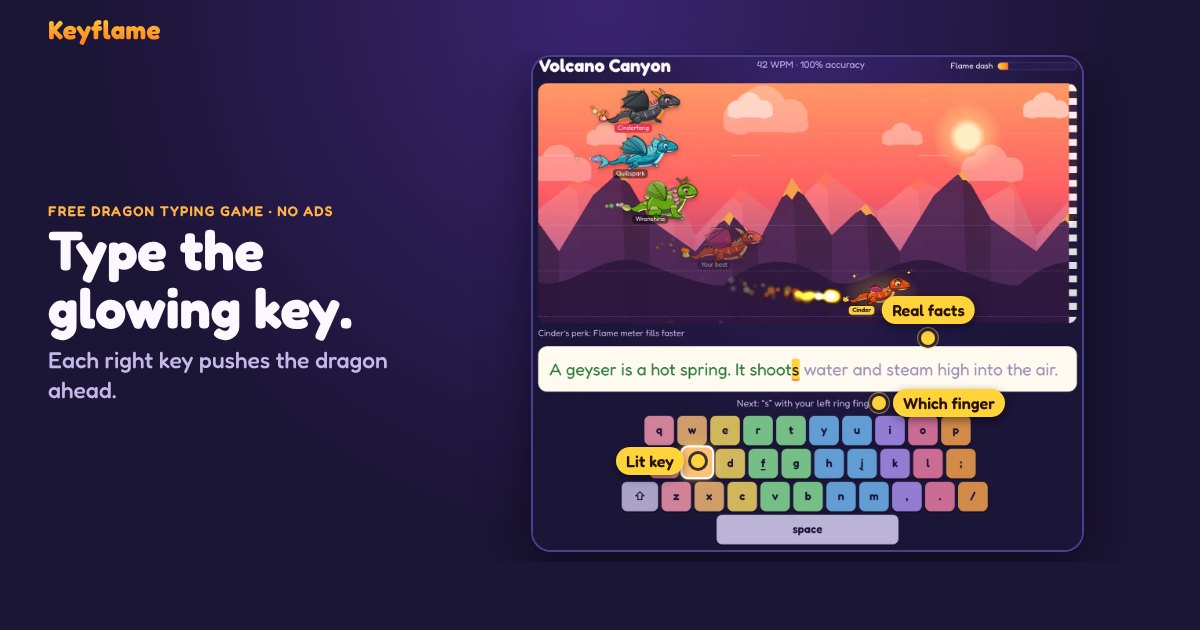 Keyflame
FREE DRAGON TYPING GAME · NO ADS
Type the
glowing key.
Each right key pushes the dragon
ahead.
Volcano Canyon
42 WPM · 100% accuracy
Flame dash
Cinderfang
Quillspark
Wranshina
Your best
Cinder
Real facts
Cinder's perk: Flame meter fills faster
A geyser is a hot spring. It shoots water and steam high into the air.
Next: "s" with your left ring fing
Which finger
q w e r t y u i o p
Lit key
d f g h j k l ;
⇧ z x c v b n m , . /
space